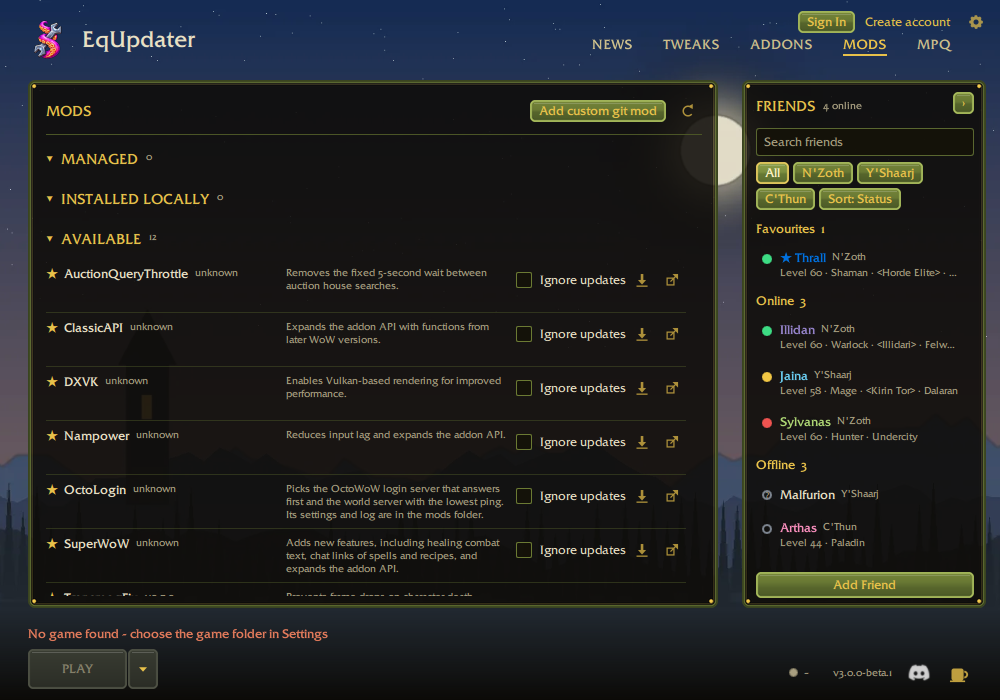 Sign In
Create account
EqUpdater
NEWS
TWEAKS
ADDONS
MODS
MPQ
MODS
Add custom git mod
MANAGED 0
INSTALLED LOCALLY 0
AVAILABLE 12
AuctionQueryThrottle unknown
Removes the fixed 5-second wait between
auction house searches.
Ignore updates
ClassicAPI unknown
Expands the addon API with functions from
later WoW versions.
Ignore updates
DXVK unknown
Enables Vulkan-based rendering for improved
performance.
Ignore updates
Nampower unknown
Reduces input lag and expands the addon API.
Ignore updates
OctoLogin unknown
Picks the OctoWoW login server that answers
first and the world server with the lowest ping.
Its settings and log are in the mods folder.
Ignore updates
SuperWoW unknown
Adds new features, including healing combat
text, chat links of spells and recipes, and
expands the addon API.
Ignore updates
FRIENDS 4 online
Search friends
All
N'Zoth
Y'Shaarj
C'Thun
Sort: Status
Favourites 1
Thrall N'Zoth
Level 60 · Shaman · <Horde Elite> · ...
Online 3
Illidan N'Zoth
Level 60 · Warlock · <Illidari> · Felw...
Jaina Y'Shaarj
Level 58 · Mage · <Kirin Tor> · Dalaran
Sylvanas N'Zoth
Level 60 · Hunter · Undercity
Offline 3
Malfurion Y'Shaarj
Arthas C'Thun
Level 44 · Paladin
Add Friend
No game found - choose the game folder in Settings
PLAY
-
v3.0.0-beta.1